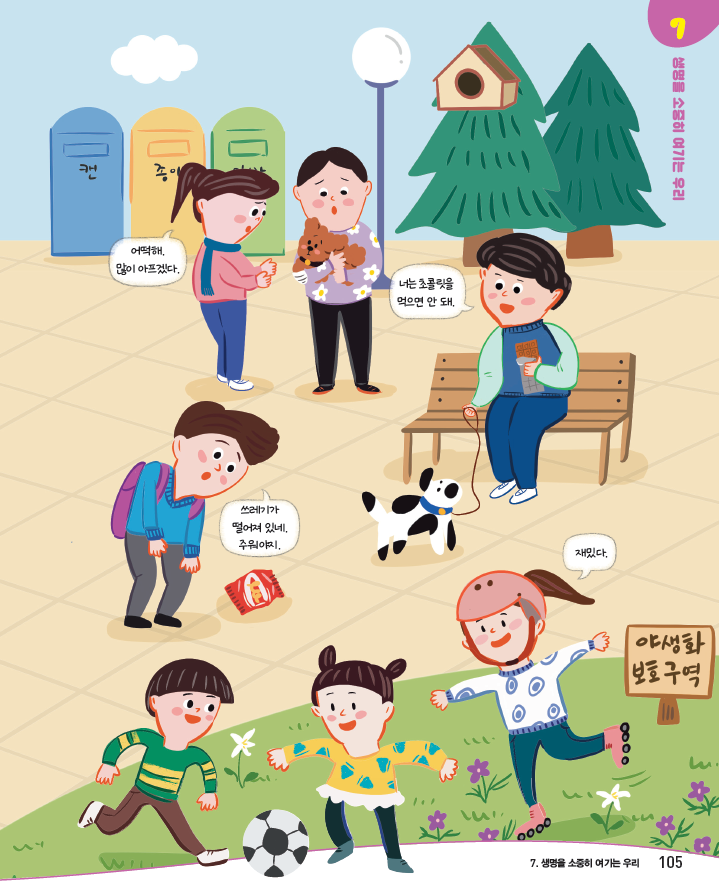 7
생명을 소중히 여기는 우리
캔
종이
어떡해.
많이 아프겠다.
너는 초콜릿을
먹으면 안 돼.
쓰레기가
떨어져 있네.
주워야지.
재밌다.
야생화
보호 구역
7. 생명을 소중히 여기는 우리
105